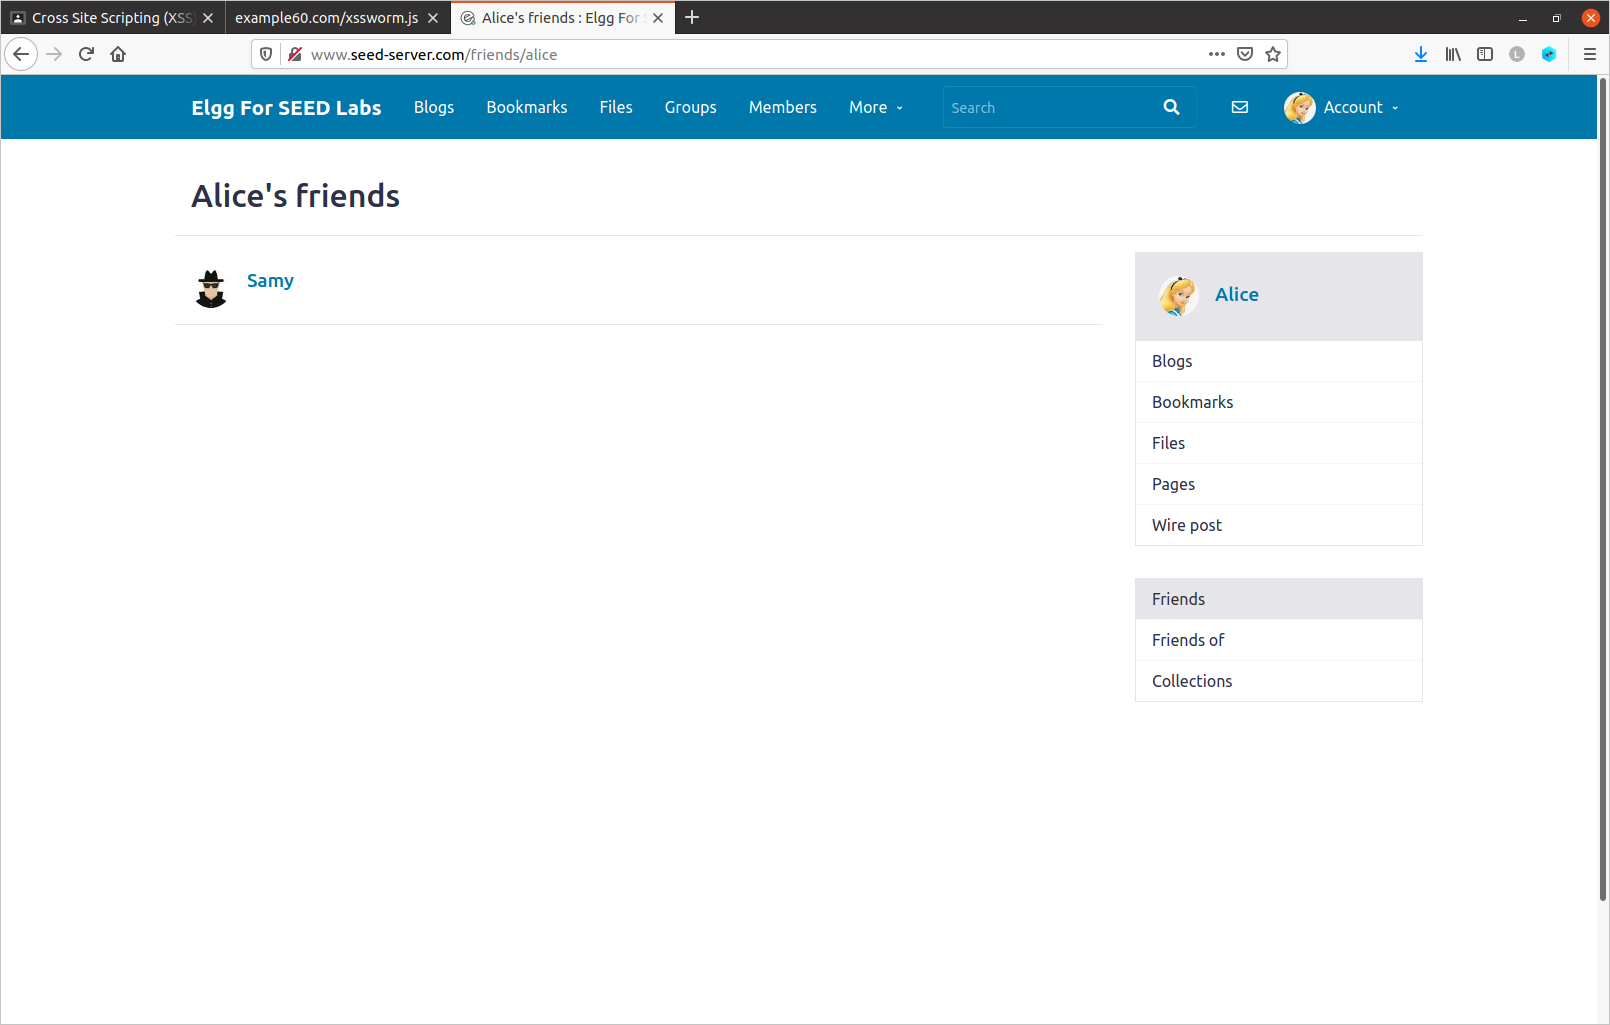 Cross Site Scripting (XSS)
example60.com/xssworm.js
Alice's friends : Elgg For S
www.seed-server.com/friends/alice
L
Elgg For SEED Labs Blogs Bookmarks Files Groups Members More Search Account
Alice's friends
Samy
Alice
Blogs
Bookmarks
Files
Pages
Wire post
Friends
Friends of
Collections